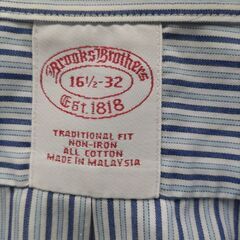 Brooks Brothers
16½-32
Est. 1818
TRADITIONAL FIT
NON-IRON
ALL COTTON
MADE IN MALAYSIA